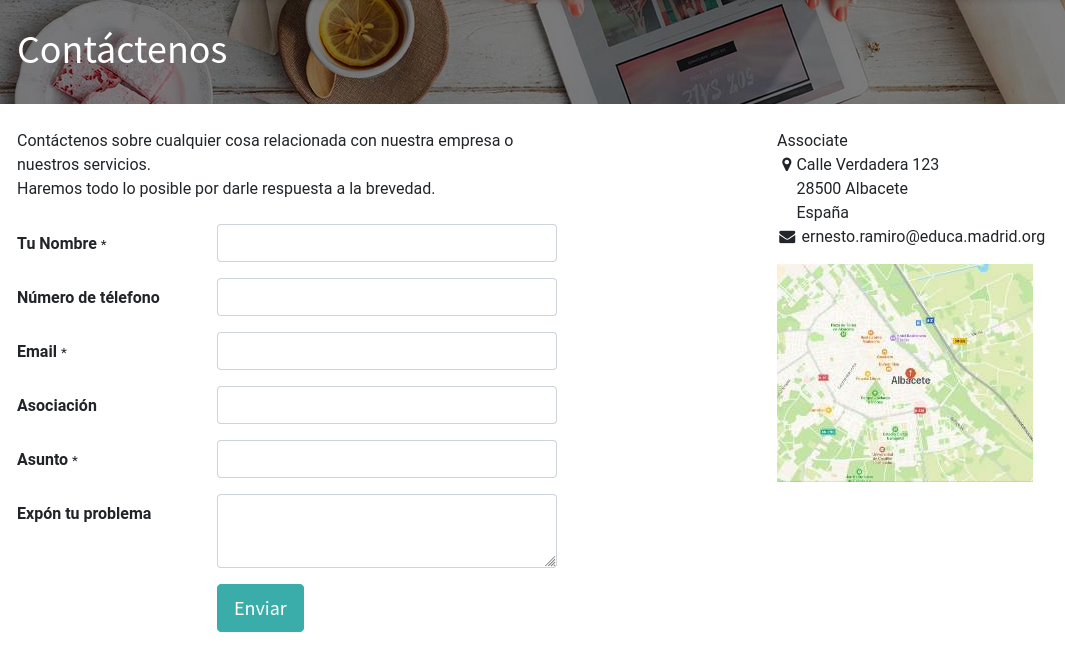 Contáctenos
50% SALE
Contáctenos sobre cualquier cosa relacionada con nuestra empresa o
nuestros servicios.
Haremos todo lo posible por darle respuesta a la brevedad.
Tu Nombre *
Número de télefono
Email *
Asociación
Asunto *
Expón tu problema
Enviar
Associate
Calle Verdadera 123
28500 Albacete
España
ernesto.ramiro@educa.madrid.org
Albacete